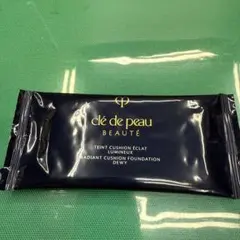 clé de peau
BEAUTÉ
TEINT CUSHION ÉCLAT
LUMINEUX
RADIANT CUSHION FOUNDATION
DEWY